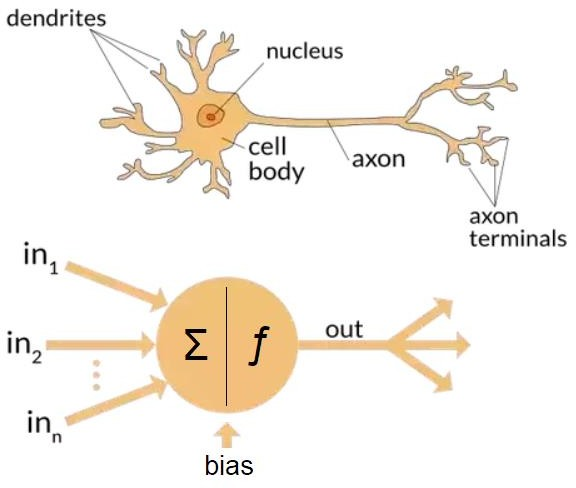 dendrites
nucleus
cell
body
axon
axon
terminals
in₁
in₂
inₙ
Σ
f
out
bias